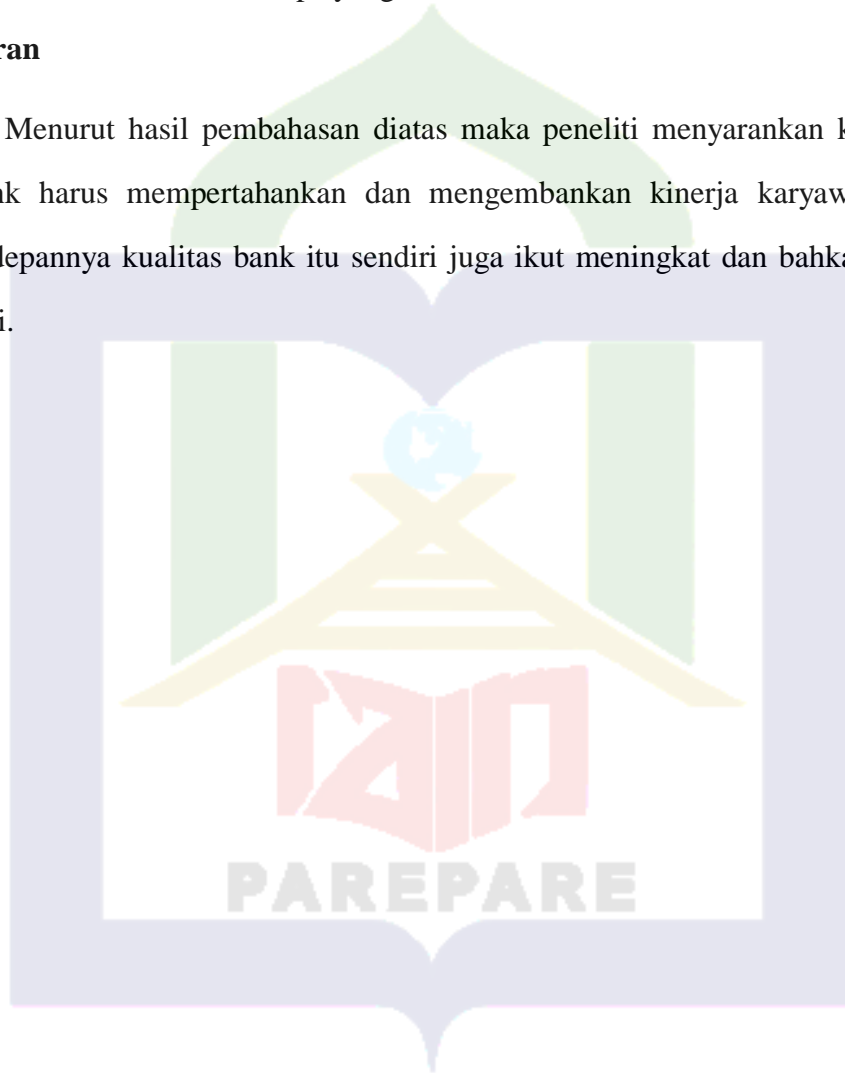 ran
Menurut hasil pembahasan diatas maka peneliti menyarankan k
nk harus mempertahankan dan mengembankan kinerja karyaw
depannya kualitas bank itu sendiri juga ikut meningkat dan bahka
i.
iain
PAREPARE